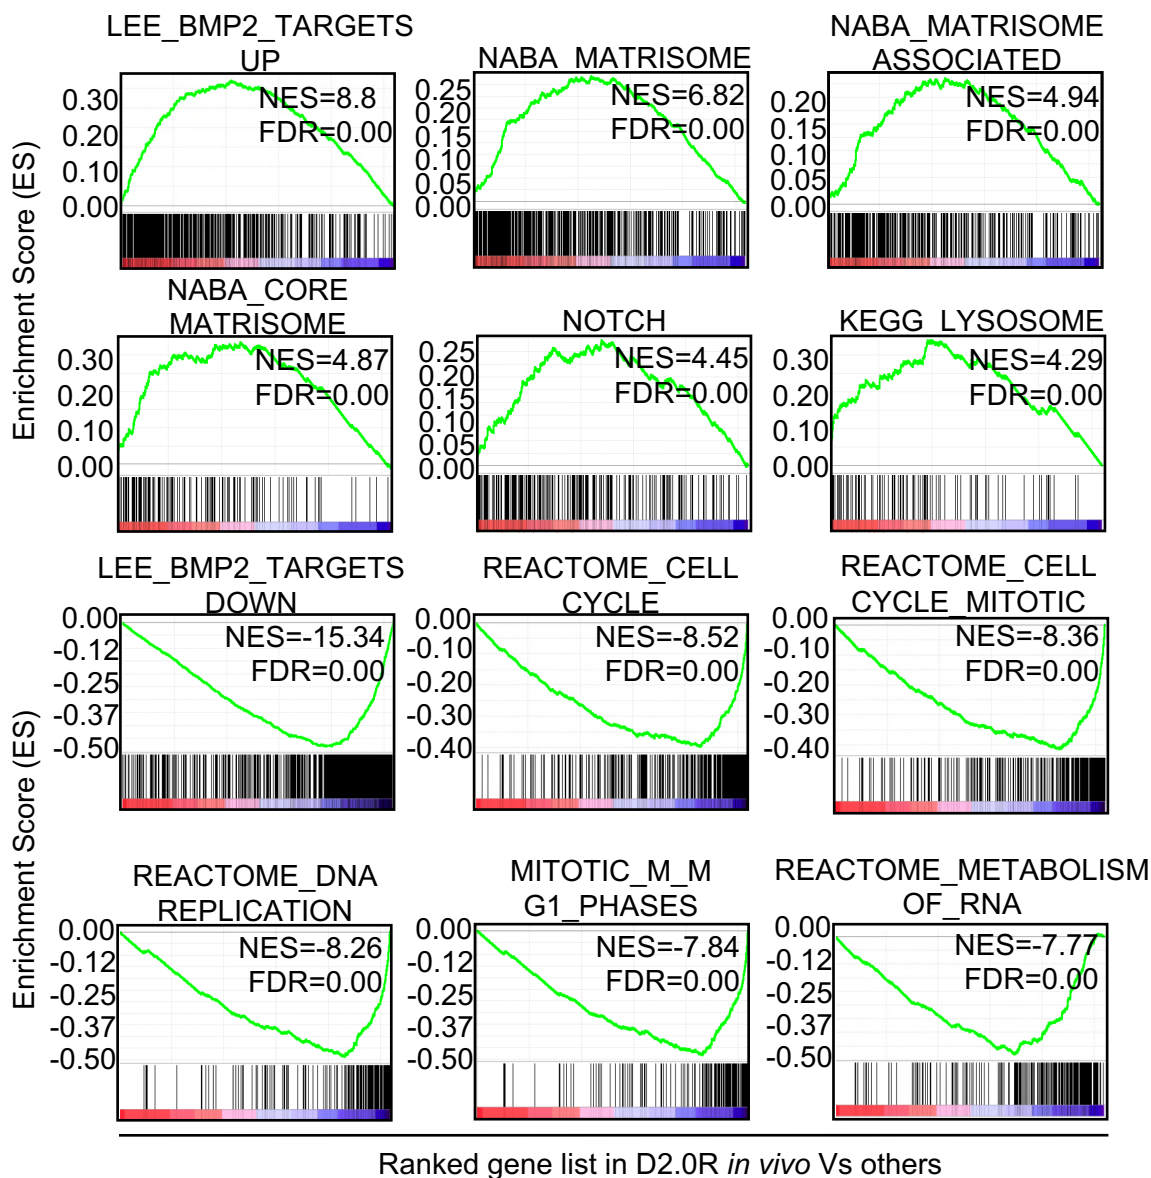 LEE_BMP2_TARGETS
UP
NES=8.8
FDR=0.00
0.30
0.20
0.10
0.00
NABA_MATRISOME
NES=6.82
FDR=0.00
0.25
0.20
0.15
0.10
0.05
0.00
NABA_MATRISOME
ASSOCIATED
NES=4.94
FDR=0.00
0.20
0.15
0.10
0.05
0.00
Enrichment Score (ES)
NABA_CORE
MATRISOME
NES=4.87
FDR=0.00
0.30
0.20
0.10
0.00
NOTCH
NES=4.45
FDR=0.00
0.25
0.20
0.15
0.10
0.05
0.00
KEGG_LYSOSOME
NES=4.29
FDR=0.00
0.30
0.20
0.10
0.00
LEE_BMP2_TARGETS
DOWN
NES=-15.34
FDR=0.00
0.00
-0.12
-0.25
-0.37
-0.50
REACTOME_CELL
CYCLE
NES=-8.52
FDR=0.00
0.00
-0.10
-0.20
-0.30
-0.40
REACTOME_CELL
CYCLE_MITOTIC
NES=-8.36
FDR=0.00
0.00
-0.10
-0.20
-0.30
-0.40
Enrichment Score (ES)
REACTOME_DNA
REPLICATION
NES=-8.26
FDR=0.00
0.00
-0.12
-0.25
-0.37
-0.50
MITOTIC_M_M
G1_PHASES
NES=-7.84
FDR=0.00
0.00
-0.12
-0.25
-0.37
-0.50
REACTOME_METABOLISM
OF_RNA
NES=-7.77
FDR=0.00
0.00
-0.12
-0.25
-0.37
-0.50
Ranked gene list in D2.0R in vivo Vs others